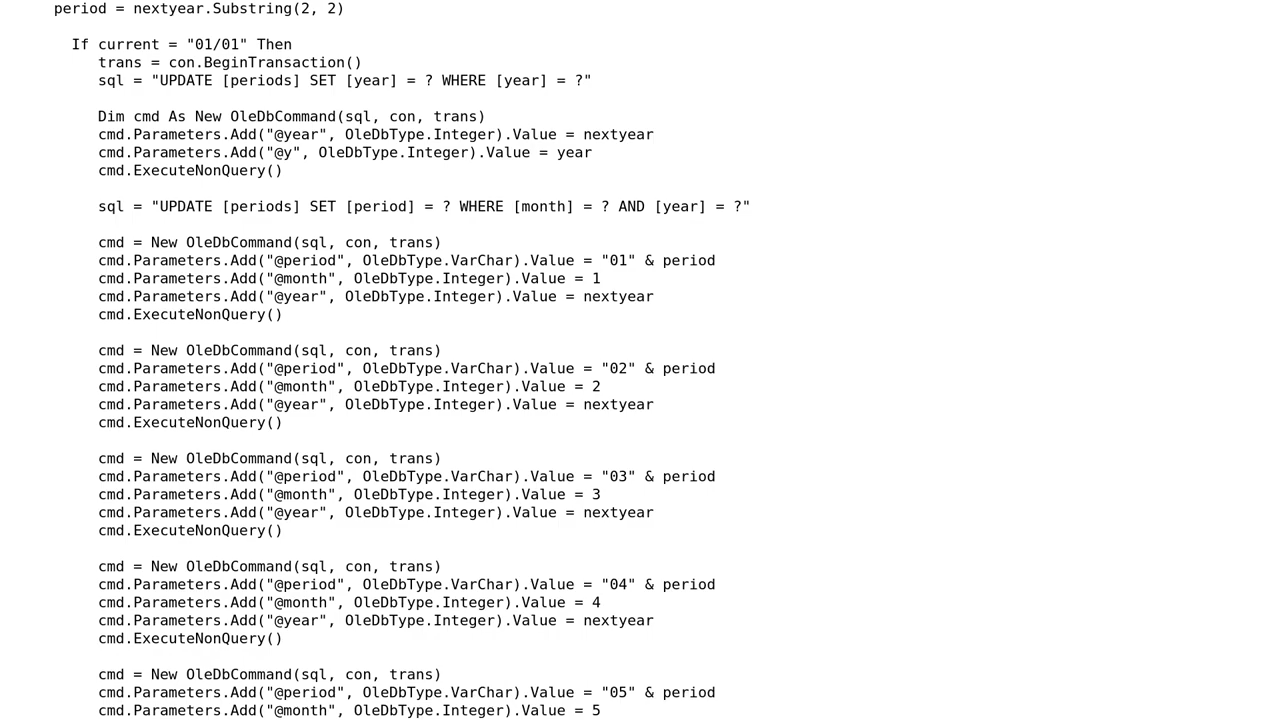 period = nextyear.Substring(2, 2)
If current = "01/01" Then
trans = con.BeginTransaction()
sql = "UPDATE [periods] SET [year] = ? WHERE [year] = ?"
Dim cmd As New OleDbCommand(sql, con, trans)
cmd.Parameters.Add("@year", OleDbType.Integer).Value = nextyear
cmd.Parameters.Add("@y", OleDbType.Integer).Value = year
cmd.ExecuteNonQuery()
sql = "UPDATE [periods] SET [period] = ? WHERE [month] = ? AND [year] = ?"
cmd = New OleDbCommand(sql, con, trans)
cmd.Parameters.Add("@period", OleDbType.VarChar).Value = "01" & period
cmd.Parameters.Add("@month", OleDbType.Integer).Value = 1
cmd.Parameters.Add("@year", OleDbType.Integer).Value = nextyear
cmd.ExecuteNonQuery()
cmd = New OleDbCommand(sql, con, trans)
cmd.Parameters.Add("@period", OleDbType.VarChar).Value = "02" & period
cmd.Parameters.Add("@month", OleDbType.Integer).Value = 2
cmd.Parameters.Add("@year", OleDbType.Integer).Value = nextyear
cmd.ExecuteNonQuery()
cmd = New OleDbCommand(sql, con, trans)
cmd.Parameters.Add("@period", OleDbType.VarChar).Value = "03" & period
cmd.Parameters.Add("@month", OleDbType.Integer).Value = 3
cmd.Parameters.Add("@year", OleDbType.Integer).Value = nextyear
cmd.ExecuteNonQuery()
cmd = New OleDbCommand(sql, con, trans)
cmd.Parameters.Add("@period", OleDbType.VarChar).Value = "04" & period
cmd.Parameters.Add("@month", OleDbType.Integer).Value = 4
cmd.Parameters.Add("@year", OleDbType.Integer).Value = nextyear
cmd.ExecuteNonQuery()
cmd = New OleDbCommand(sql, con, trans)
cmd.Parameters.Add("@period", OleDbType.VarChar).Value = "05" & period
cmd.Parameters.Add("@month", OleDbType.Integer).Value = 5